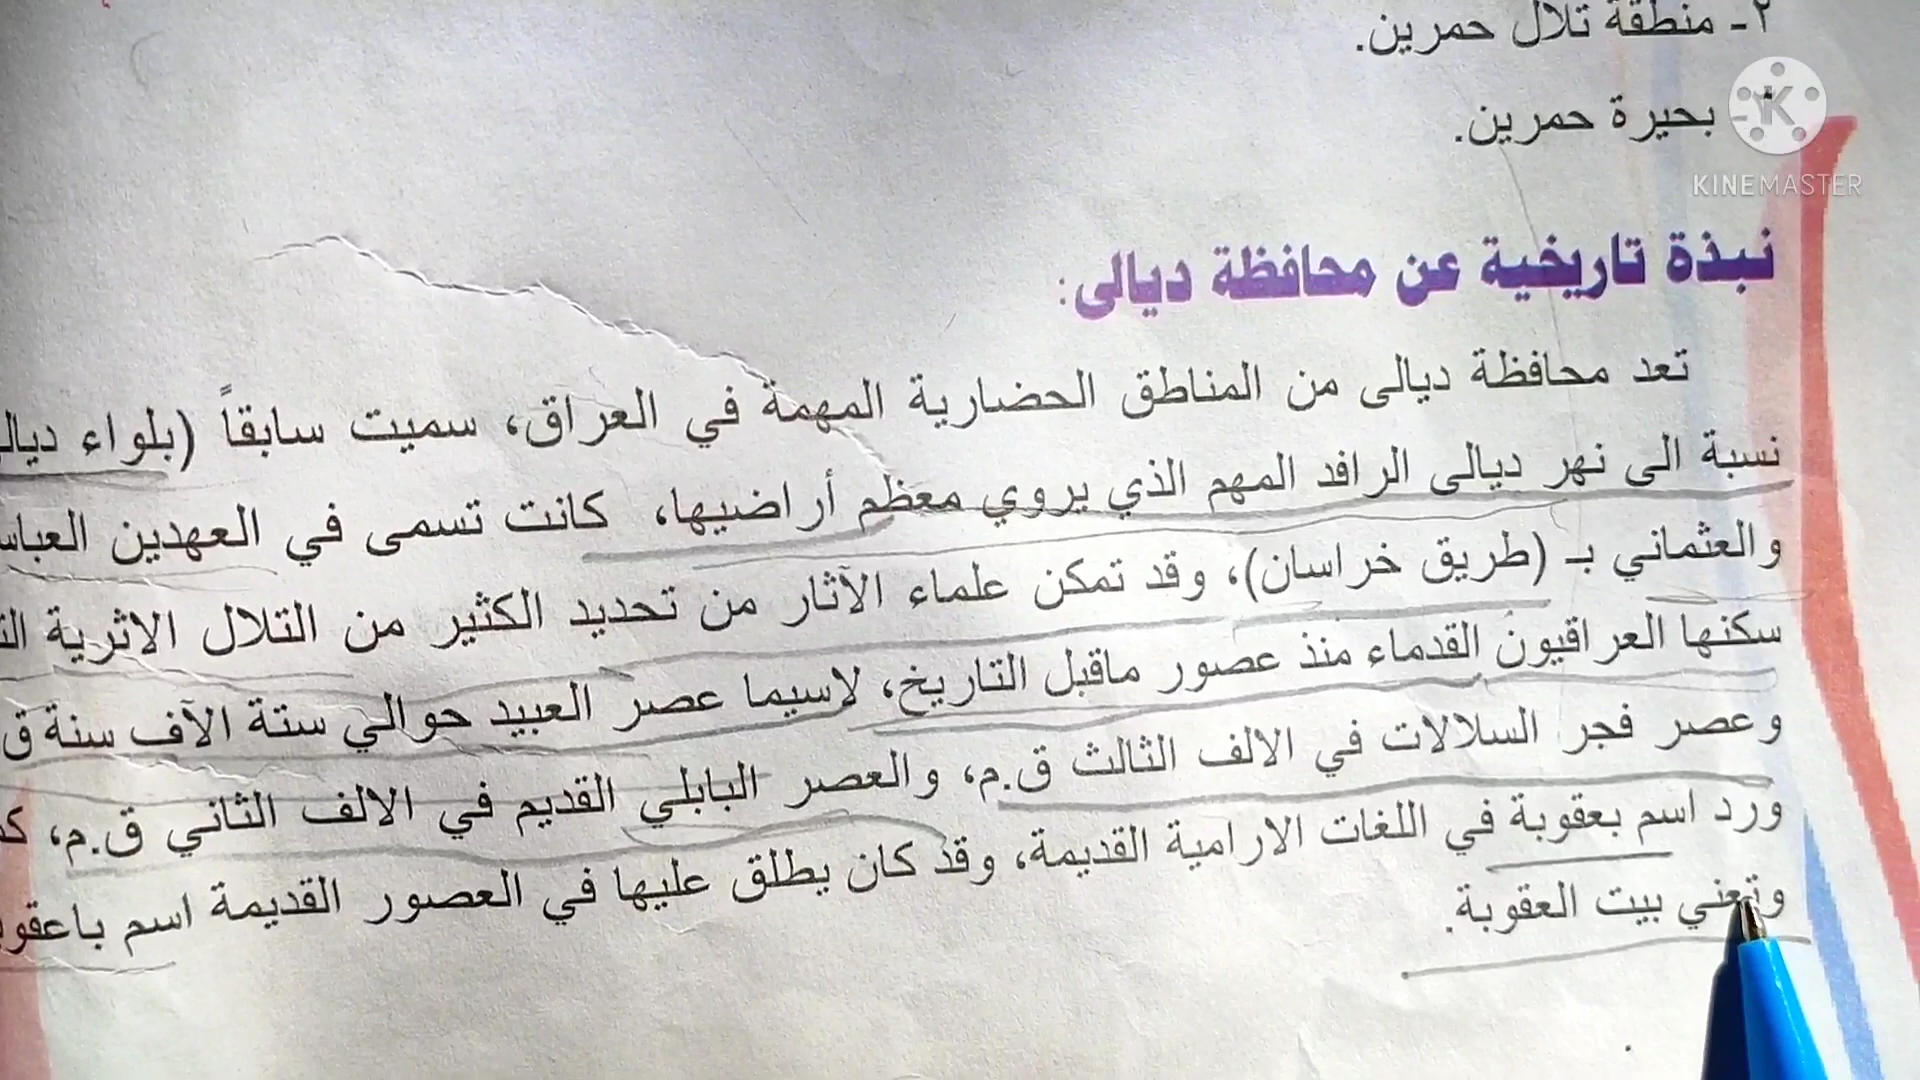 ٢- منطقة تلال حمرين.
بحيرة حمرين.
KINEMASTER
نبذة تاريخية عن محافظة ديالى:
تعد محافظة ديالى من المناطق الحضارية المهمة في العراق، سميت سابقاً (بلواء
نسبة الى نهر ديالى الرافد المهم الذي يروي معظم أراضيها، كانت تسمى في العهدين
والعثماني بـ (طريق خراسان)، وقد تمكن علماء الآثار من تحديد الكثير من التلال الاثرية
سكنها العراقيون القدماء منذ عصور ماقبل التاريخ، لاسيما عصر العبيد حوالي ستة الآف سنة ق
وعصر فجر السلالات في الالف الثالث ق.م، والعصر البابلي القديم في الالف الثاني ق.م،
ورد اسم بعقوبة في اللغات الارامية القديمة، وقد كان يطلق عليها في العصور القديمة اسم
وتعني بيت العقوبة.